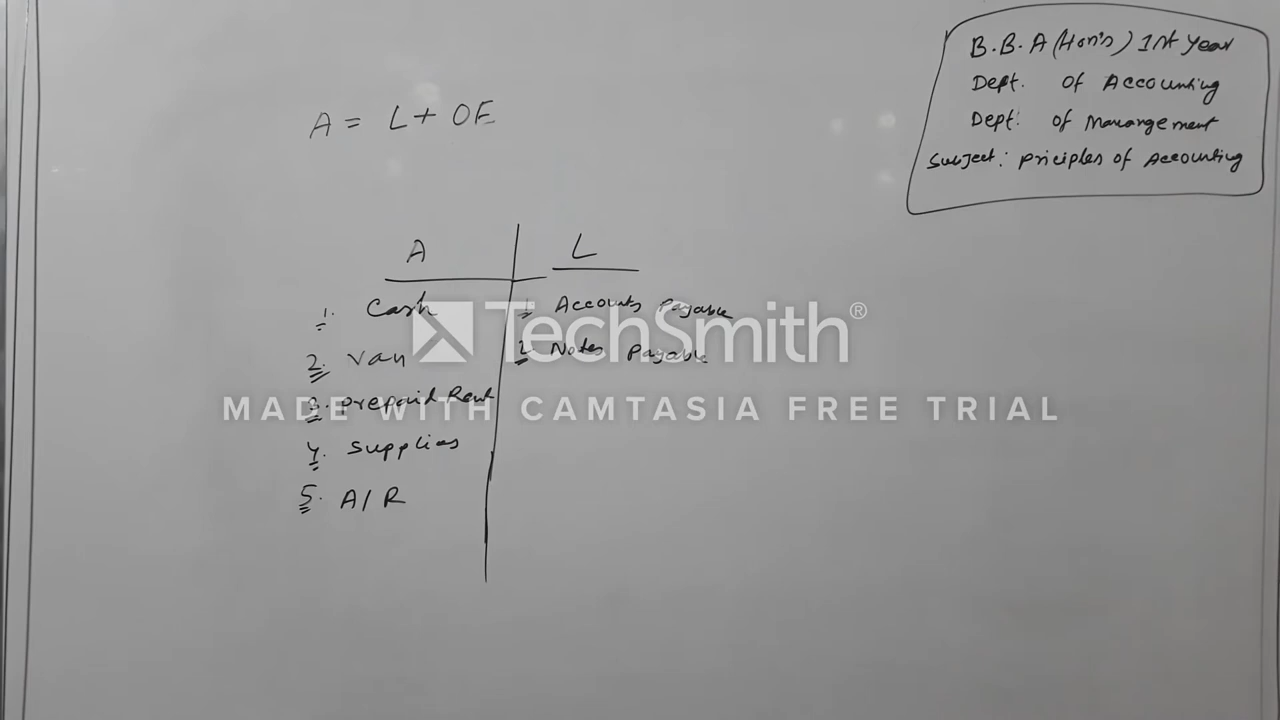 B.B.A (Hon's) 1st Year
Dept. of Accounting
Dept. of Manangement
Subject: Priciples of Accounting
A = L + OE
A L
1. Cash 1. Accounts Payable
TechSmith®
2. Van 2. Notes Payable
3. Prepaid Rent
MADE WITH CAMTASIA FREE TRIAL
4. Supplies
5. A/R